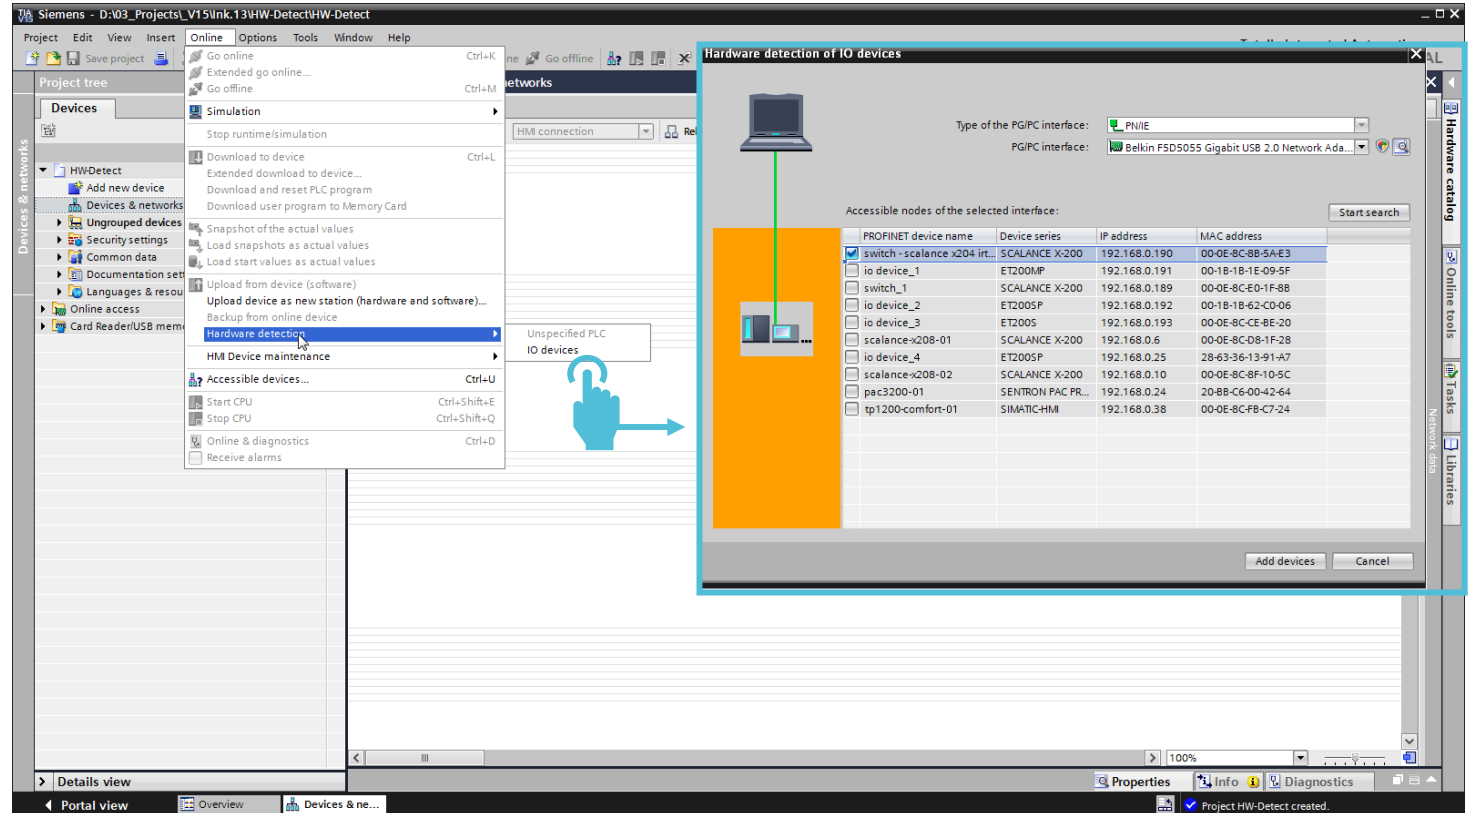 Siemens - D:\03_Projects\_V15\Ink.13\HW-Detect\HW-Detect
Project Edit View Insert Online Options Tools Window Help
Save project
Go offline
Project tree
Devices
HW-Detect
Add new device
Devices & networks
Ungrouped devices
Security settings
Common data
Documentation sett
Languages & resou
Online access
Card Reader/USB mem
Devices & networks
Go online Ctrl+K
Extended go online...
Go offline Ctrl+M
Simulation
Stop runtime/simulation
Download to device Ctrl+L
Extended download to device...
Download and reset PLC program
Download user program to Memory Card
Snapshot of the actual values
Load snapshots as actual values
Load start values as actual values
Upload from device (software)
Upload device as new station (hardware and software)...
Backup from online device
Hardware detection
HMI Device maintenance
Accessible devices... Ctrl+U
Start CPU Ctrl+Shift+E
Stop CPU Ctrl+Shift+Q
Online & diagnostics Ctrl+D
Receive alarms
Unspecified PLC
IO devices
etworks
HMI connection
Rel
Hardware detection of IO devices
Type of the PG/PC interface: PN/IE
PG/PC interface: Belkin F5D5055 Gigabit USB 2.0 Network Ada...
Accessible nodes of the selected interface:
Start search
PROFINET device name Device series IP address MAC address
switch - scalance x204 irt... SCALANCE X-200 192.168.0.190 00-0E-8C-8B-5A-E3
io device_1 ET200MP 192.168.0.191 00-1B-1B-1E-09-5F
switch_1 SCALANCE X-200 192.168.0.189 00-0E-8C-E0-1F-8B
io device_2 ET200SP 192.168.0.192 00-1B-1B-62-C0-06
io device_3 ET200S 192.168.0.193 00-0E-8C-CE-BE-20
scalance-x208-01 SCALANCE X-200 192.168.0.6 00-0E-8C-D8-1F-28
io device_4 ET200SP 192.168.0.25 28-63-36-13-91-A7
scalance-x208-02 SCALANCE X-200 192.168.0.10 00-0E-8C-8F-10-5C
pac3200-01 SENTRON PAC PR... 192.168.0.24 20-BB-C6-00-42-64
tp1200-comfort-01 SIMATIC-HMI 192.168.0.38 00-0E-8C-FB-C7-24
Add devices Cancel
AL
Hardware catalog
Online tools
Tasks
Libraries
Network data
100%
Details view
Properties Info Diagnostics
Portal view
Overview
Devices & ne...
Project HW-Detect created.